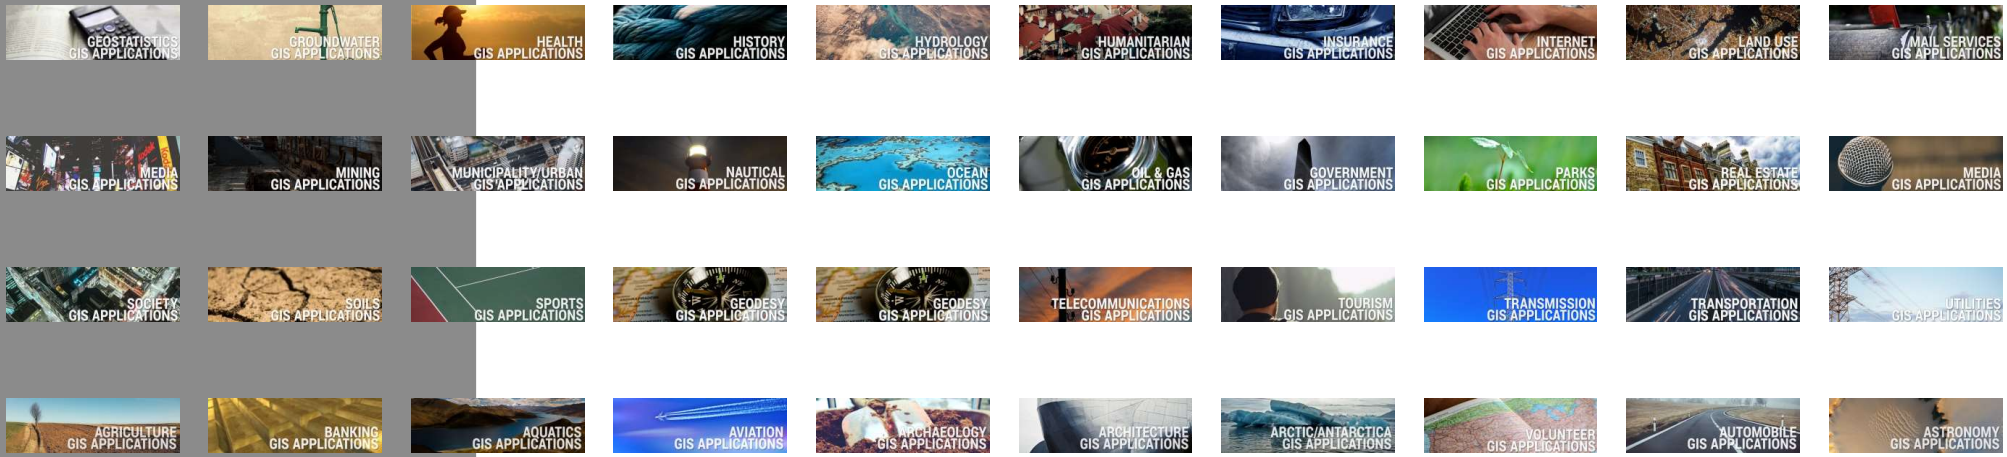 GEOSTATISTICS
GIS APPLICATIONS
GROUNDWATER
GIS APPLICATIONS
HEALTH
GIS APPLICATIONS
HISTORY
GIS APPLICATIONS
HYDROLOGY
GIS APPLICATIONS
HUMANITARIAN
GIS APPLICATIONS
INSURANCE
GIS APPLICATIONS
INTERNET
GIS APPLICATIONS
LAND USE
GIS APPLICATIONS
MAIL SERVICES
GIS APPLICATIONS
MEDIA
GIS APPLICATIONS
MINING
GIS APPLICATIONS
MUNICIPALITY/URBAN
GIS APPLICATIONS
NAUTICAL
GIS APPLICATIONS
OCEAN
GIS APPLICATIONS
OIL & GAS
GIS APPLICATIONS
GOVERNMENT
GIS APPLICATIONS
PARKS
GIS APPLICATIONS
REAL ESTATE
GIS APPLICATIONS
MEDIA
GIS APPLICATIONS
SOCIETY
GIS APPLICATIONS
SOILS
GIS APPLICATIONS
SPORTS
GIS APPLICATIONS
GEODESY
GIS APPLICATIONS
GEODESY
GIS APPLICATIONS
TELECOMMUNICATIONS
GIS APPLICATIONS
TOURISM
GIS APPLICATIONS
TRANSMISSION
GIS APPLICATIONS
TRANSPORTATION
GIS APPLICATIONS
UTILITIES
GIS APPLICATIONS
AGRICULTURE
GIS APPLICATIONS
BANKING
GIS APPLICATIONS
AQUATICS
GIS APPLICATIONS
AVIATION
GIS APPLICATIONS
ARCHAEOLOGY
GIS APPLICATIONS
ARCHITECTURE
GIS APPLICATIONS
ARCTIC/ANTARCTICA
GIS APPLICATIONS
VOLUNTEER
GIS APPLICATIONS
AUTOMOBILE
GIS APPLICATIONS
ASTRONOMY
GIS APPLICATIONS